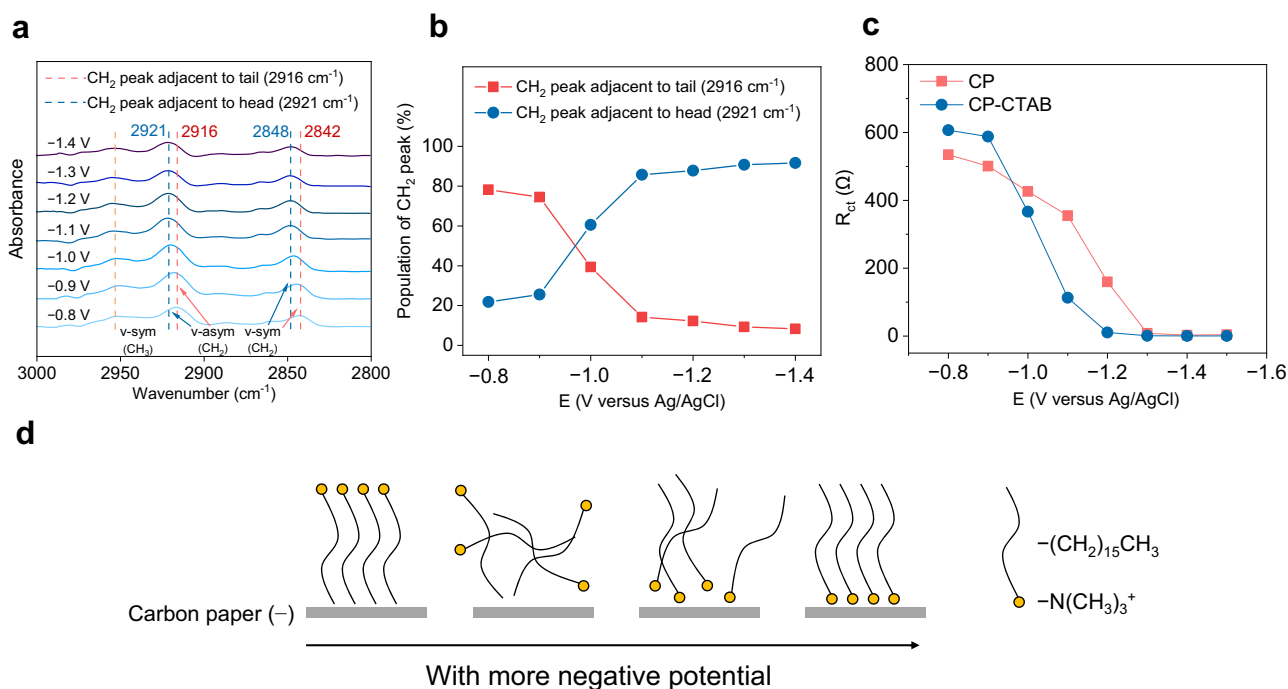 a
CH₂ peak adjacent to tail (2916 cm⁻¹)
CH₂ peak adjacent to head (2921 cm⁻¹)
2921
2916
2848
2842
−1.4 V
−1.3 V
−1.2 V
−1.1 V
−1.0 V
−0.9 V
−0.8 V
ν-sym
(CH₃)
ν-asym
(CH₂)
ν-sym
(CH₂)
Absorbance
3000
2950
2900
2850
2800
Wavenumber (cm⁻¹)
b
CH₂ peak adjacent to tail (2916 cm⁻¹)
CH₂ peak adjacent to head (2921 cm⁻¹)
Population of CH₂ peak (%)
120
100
80
60
40
20
0
−0.8
−1.0
−1.2
−1.4
E (V versus Ag/AgCl)
c
CP
CP-CTAB
R_ct (Ω)
800
600
400
200
0
−0.8
−1.0
−1.2
−1.4
−1.6
E (V versus Ag/AgCl)
d
Carbon paper (−)
−(CH₂)₁₅CH₃
−N(CH₃)₃⁺
With more negative potential